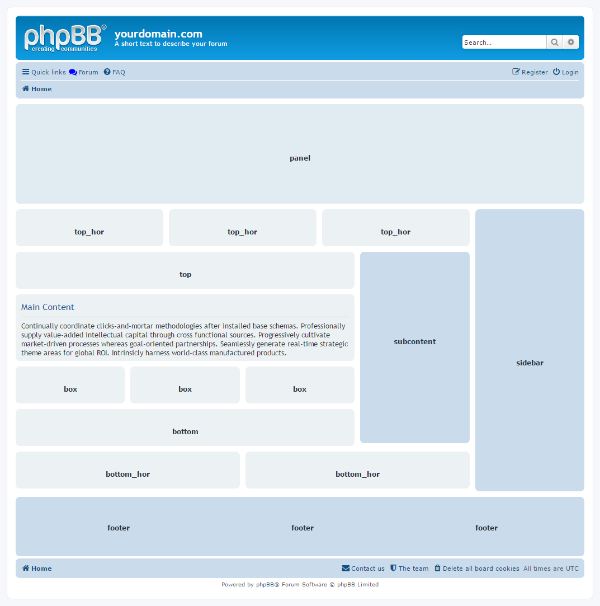 phpBB®
creating communities
yourdomain.com
A short text to describe your forum
Search...
Quick links Forum FAQ
Register Login
Home
panel
top_hor top_hor top_hor
top
Main Content
Continually coordinate clicks-and-mortar methodologies after installed base schemas. Professionally
supply value-added intellectual capital through cross functional sources. Progressively cultivate
market-driven processes whereas goal-oriented partnerships. Seamlessly generate real-time strategic
theme areas for global ROI. Intrinsicly harness world-class manufactured products.
subcontent
sidebar
box box box
bottom
bottom_hor bottom_hor
footer footer footer
Home
Contact us The team Delete all board cookies All times are UTC
Powered by phpBB® Forum Software © phpBB Limited